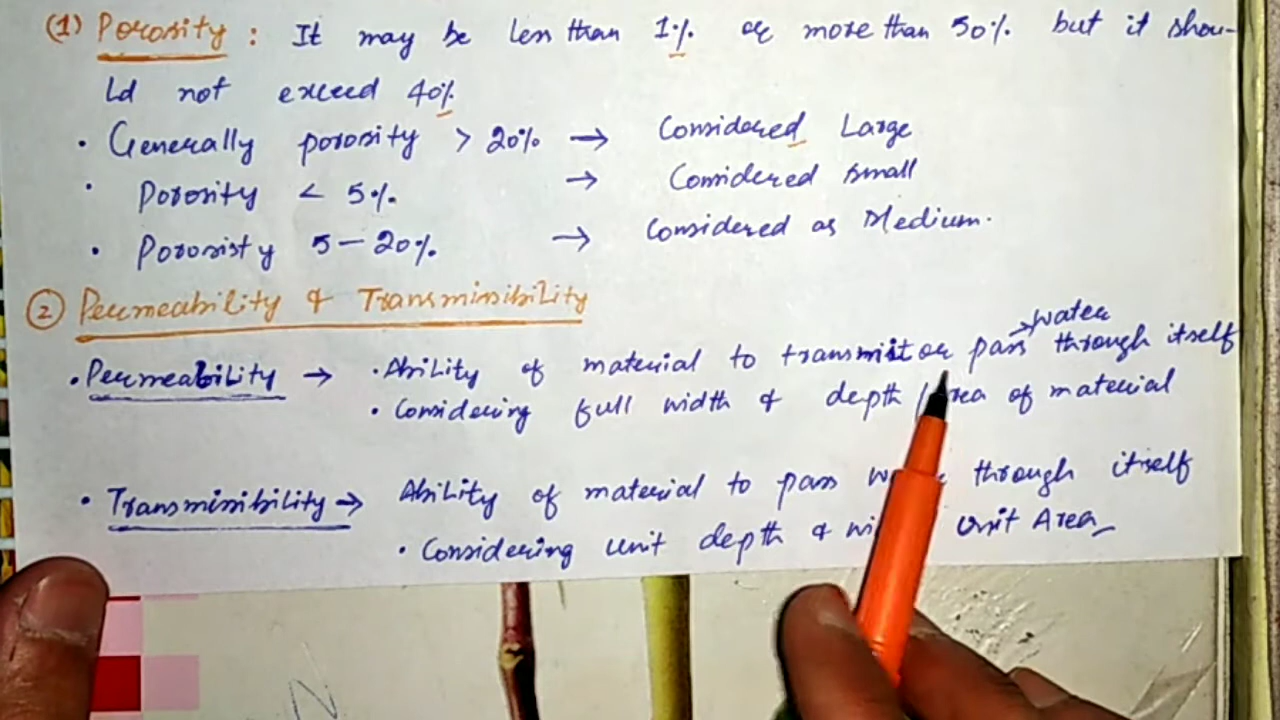 (1) Porosity : It may be less than 1% or more than 50% but it shou-
ld not exceed 40%
• Generally porosity > 20% → Considered Large
• Porosity < 5% → Considered small
• Porosisty 5 - 20% → Considered as Medium.
② Permeability & Transmissibility
water
• Permeability → • Ability of material to transmit or pass → through itself
• Considering full width & depth / area of material
• Transmissibility → Ability of material to pass through itself
• Considering unit depth & unit Area